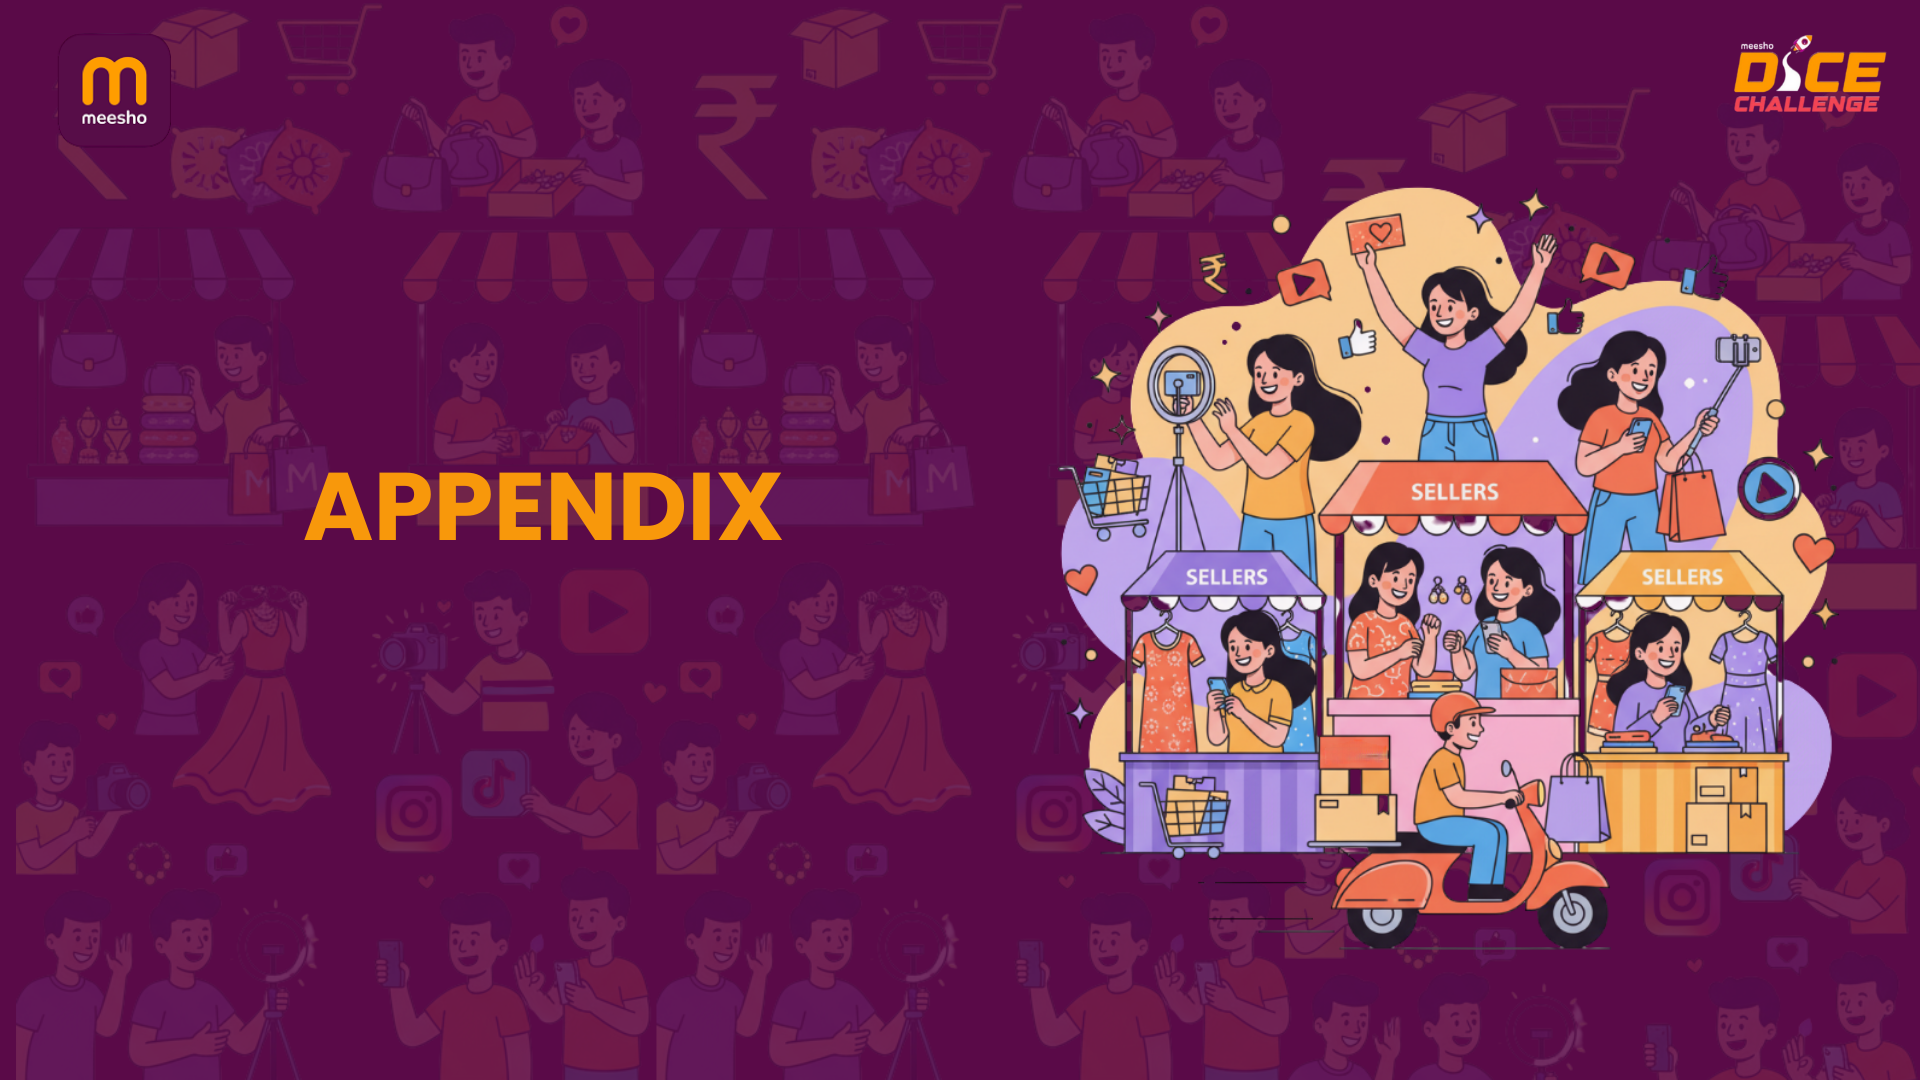 meesho
meesho
DICE
CHALLENGE
APPENDIX
SELLERS
SELLERS
SELLERS
M
M
M
M